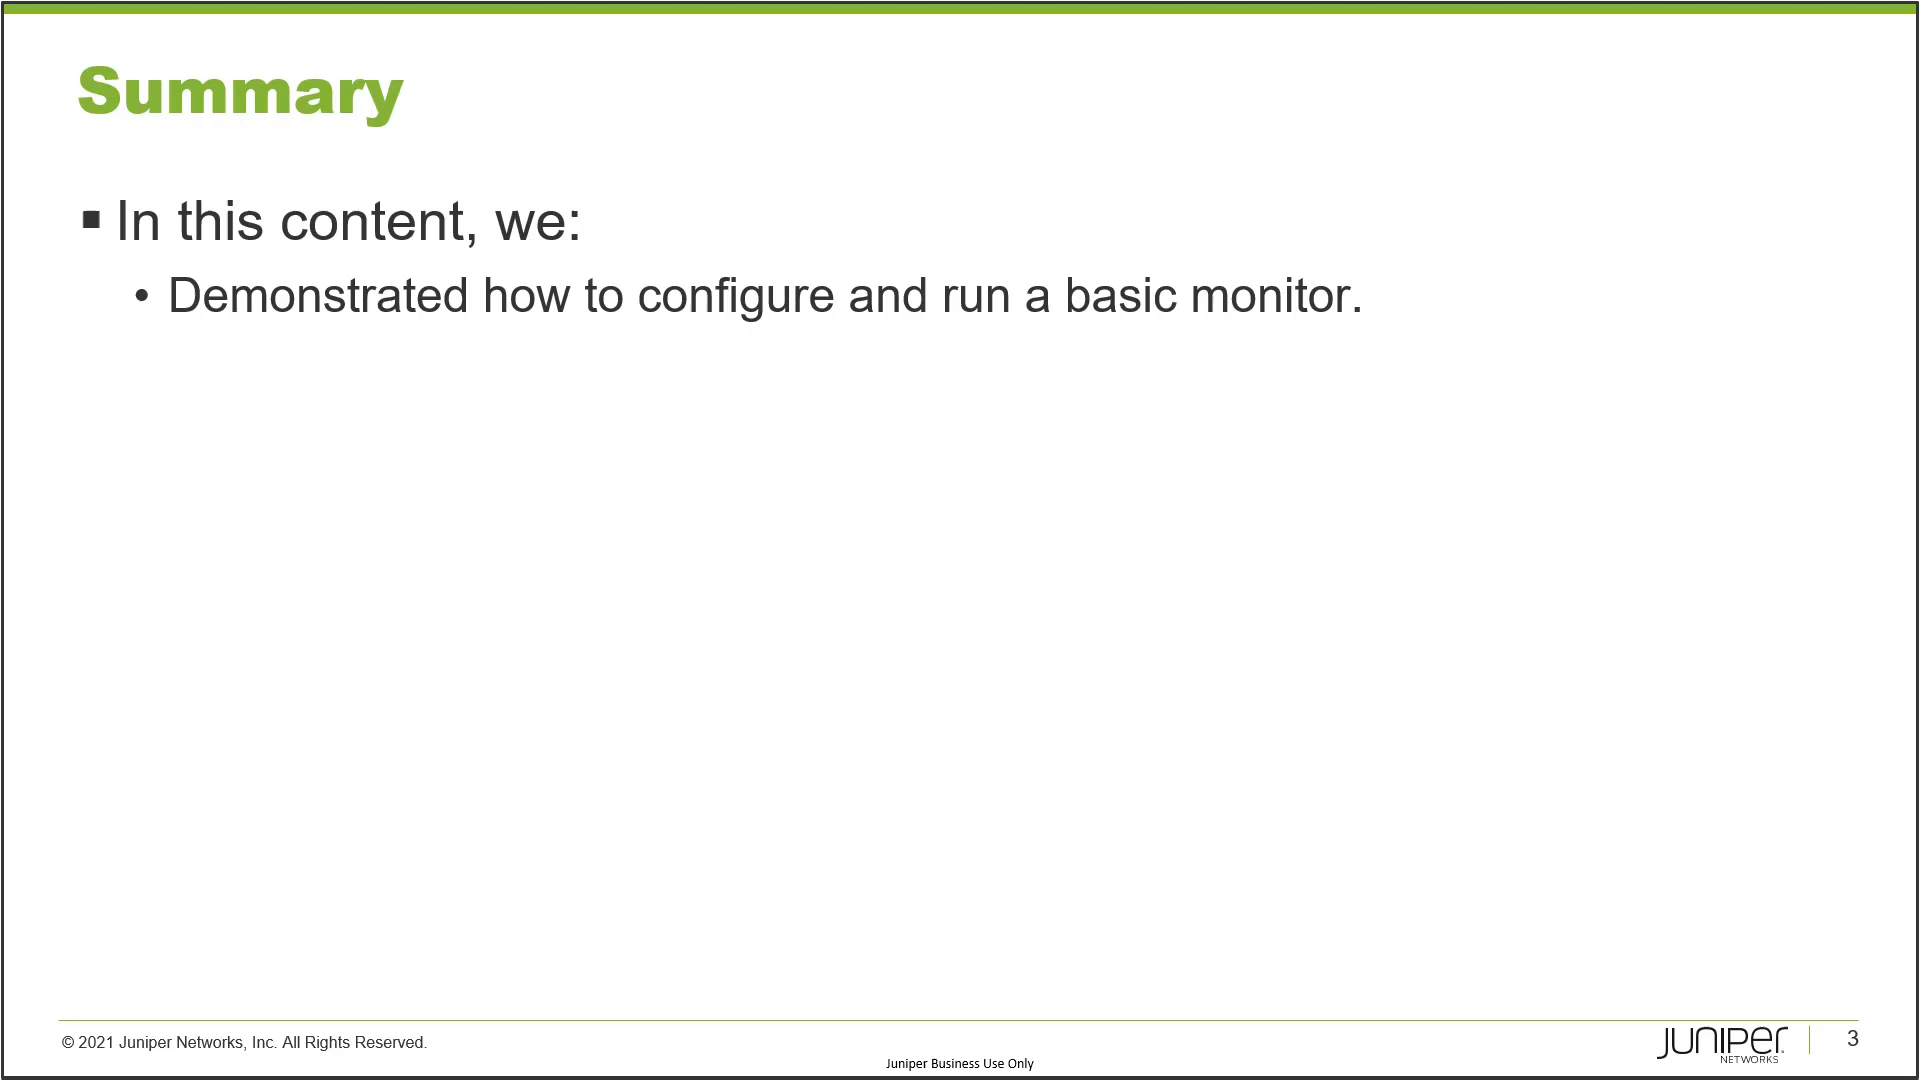 Summary
▪ In this content, we:
• Demonstrated how to configure and run a basic monitor.
© 2021 Juniper Networks, Inc. All Rights Reserved.
Juniper Business Use Only
JUNIPer
NETWORKS
3